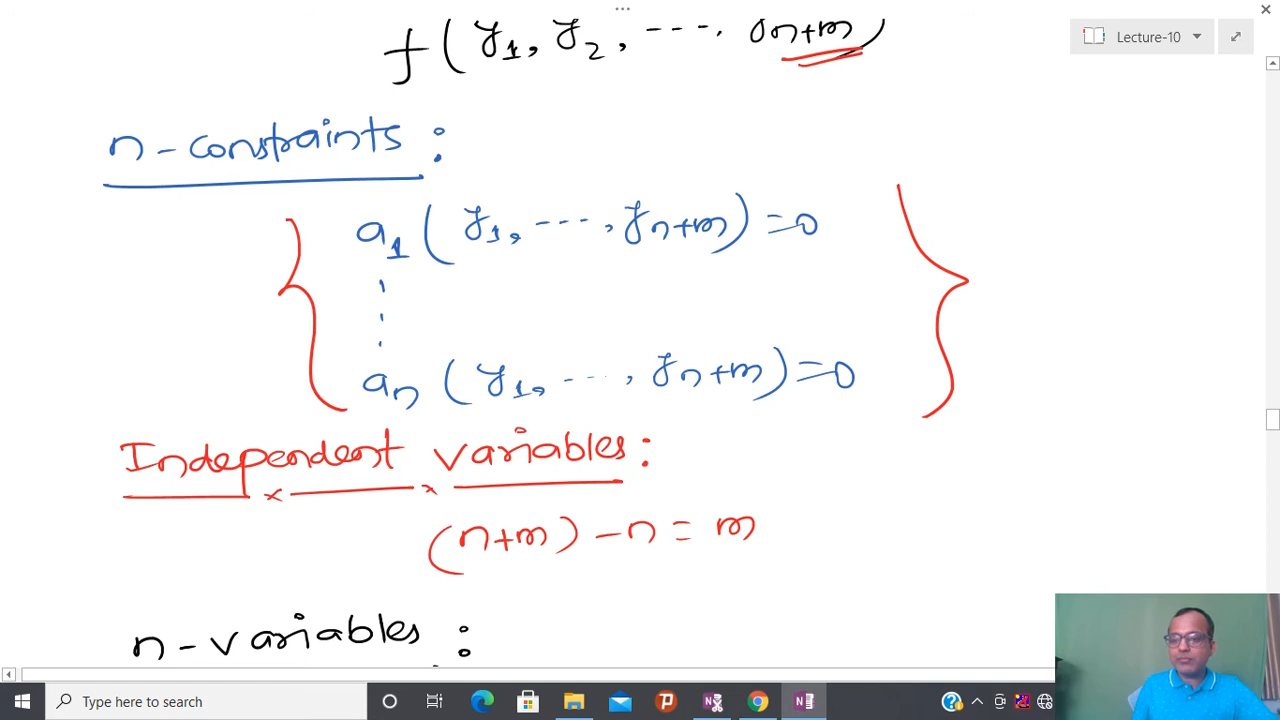 Lecture-10
f(y₁, y₂, ---, y n+m)
n-constraints :
a₁(y₁, ---, yₙ₊ₘ) = 0
⋮
aₙ(y₁, ---, yₙ₊ₘ) = 0
Independent variables :
(n+m) - n = m
n-variables :
Type here to search